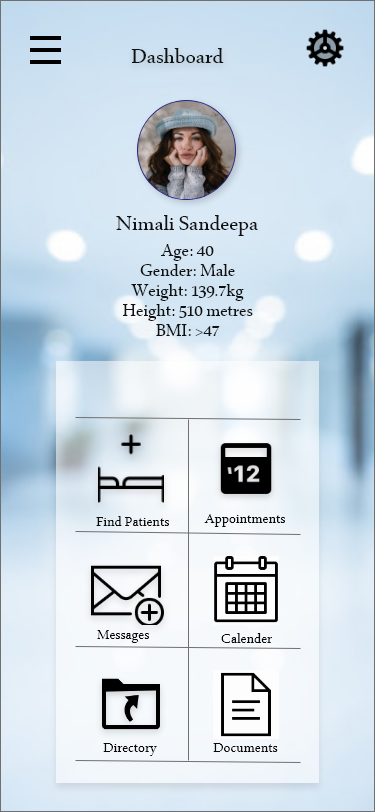 Dashboard
Nimali Sandeepa
Age: 40
Gender: Male
Weight: 139.7kg
Height: 510 metres
BMI: >47
'12
Find Patients
Appointments
Messages
Calender
Directory
Documents